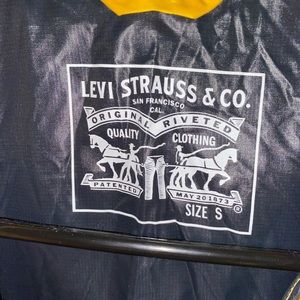 LEVI STRAUSS & CO.
SAN FRANCISCO
CAL.
ORIGINAL RIVETED
QUALITY CLOTHING
PATENTED MAY 20 1873
SIZE S ®